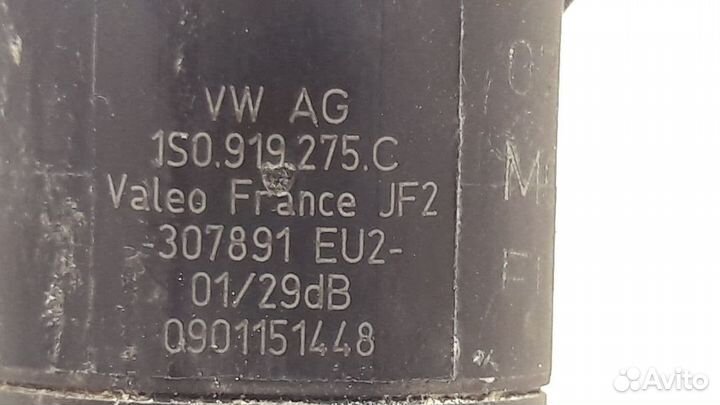 VW AG
1S0.919.275.C
Valeo France JF2
-307891 EU2-
01/29dB
0901151448
M
Avito